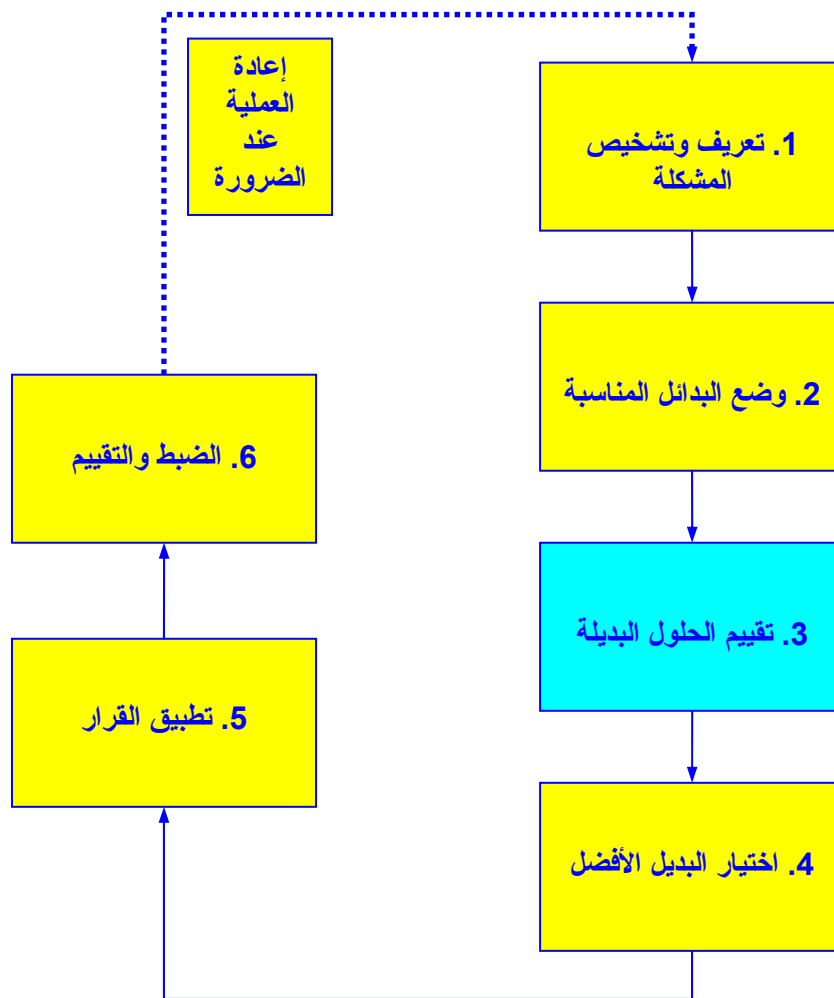 إعادة
العملية
عند
الضرورة
1. تعريف وتشخيص
المشكلة
2. وضع البدائل المناسبة
3. تقييم الحلول البديلة
4. اختيار البديل الأفضل
5. تطبيق القرار
6. الضبط والتقييم